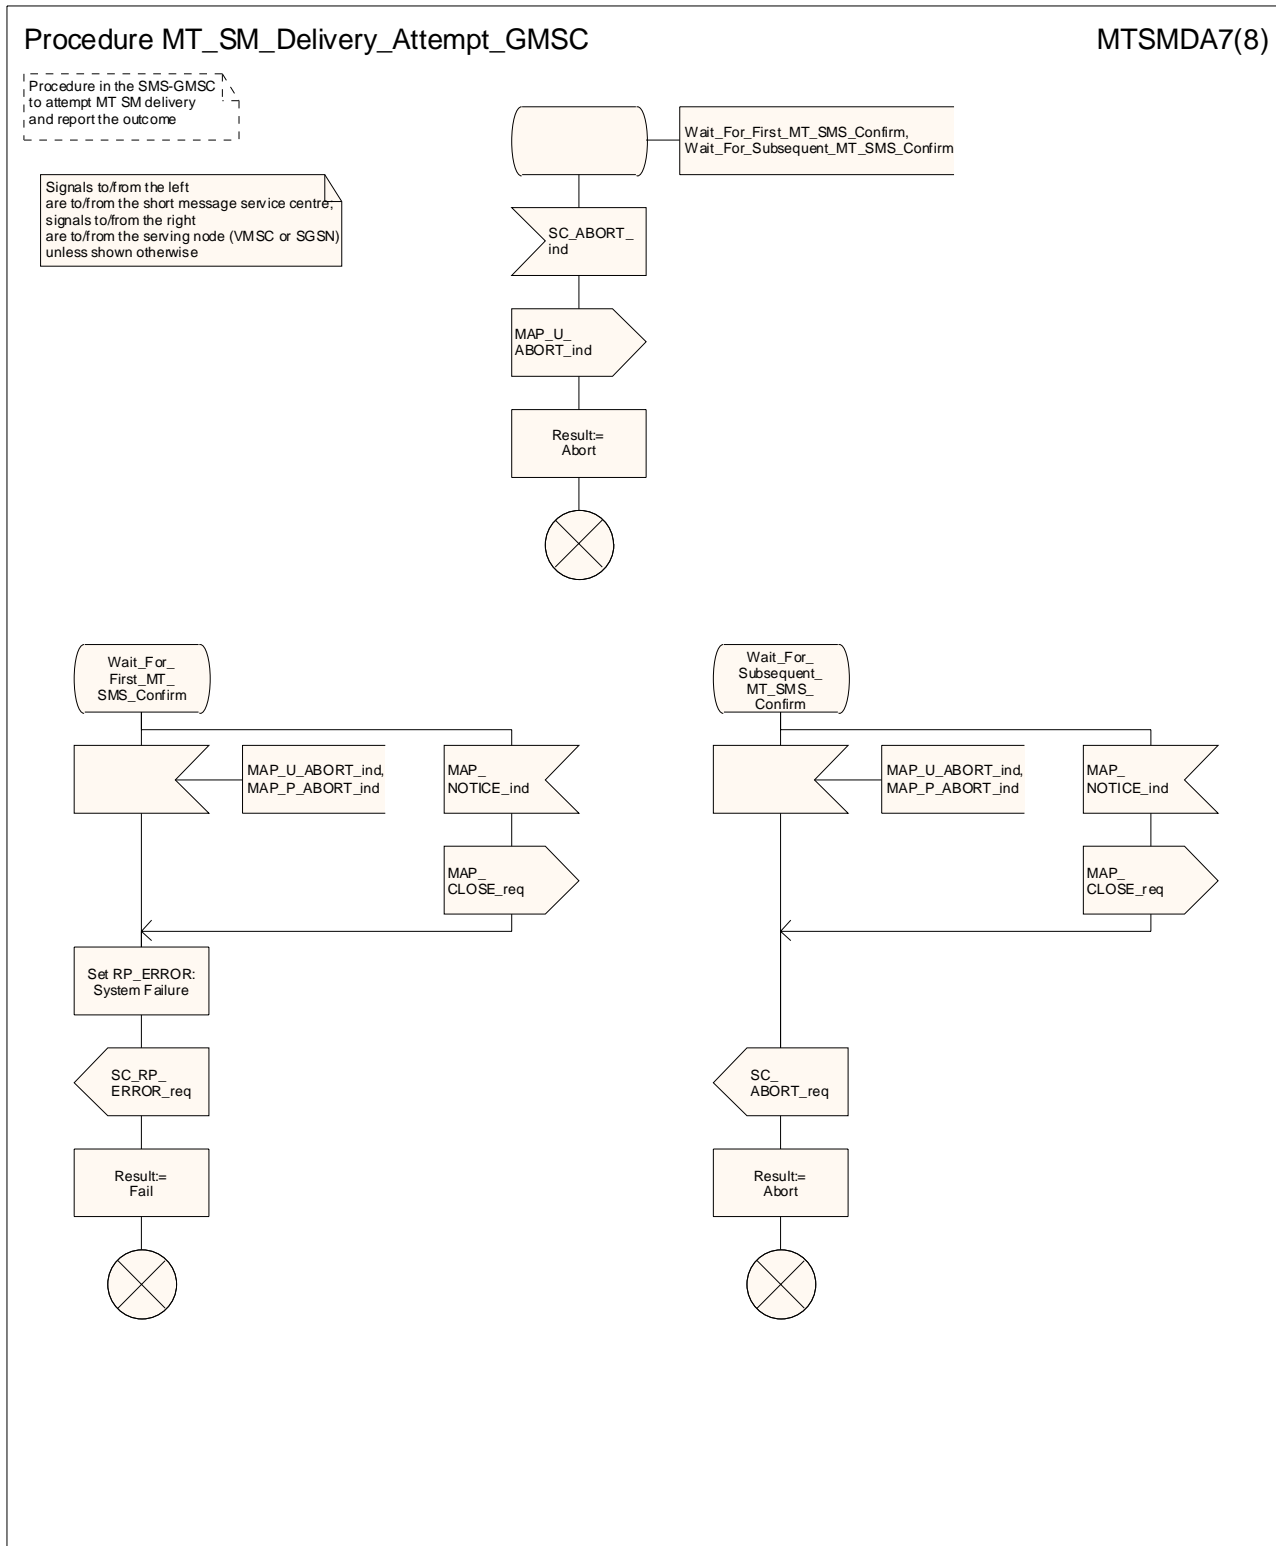 Procedure MT_SM_Delivery_Attempt_GMSC
MTSMDA7(8)
Procedure in the SMS-GMSC
to attempt MT SM delivery
and report the outcome
Signals to/from the left
are to/from the short message service centre;
signals to/from the right
are to/from the serving node (VMSC or SGSN)
unless shown otherwise
Wait_For_First_MT_SMS_Confirm,
Wait_For_Subsequent_MT_SMS_Confirm
SC_ABORT_
ind
MAP_U_
ABORT_ind
Result:=
Abort
Wait_For_
First_MT_
SMS_Confirm
MAP_U_ABORT_ind,
MAP_P_ABORT_ind
MAP_
NOTICE_ind
MAP_
CLOSE_req
Set RP_ERROR:
System Failure
SC_RP_
ERROR_req
Result:=
Fail
Wait_For_
Subsequent_
MT_SMS_
Confirm
MAP_U_ABORT_ind,
MAP_P_ABORT_ind
MAP_
NOTICE_ind
MAP_
CLOSE_req
SC_
ABORT_req
Result:=
Abort